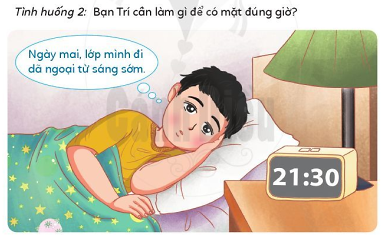 Tình huống 2: Bạn Trí cần làm gì để có mặt đúng giờ?
Ngày mai, lớp mình đi
dã ngoại từ sáng sớm.
21:30